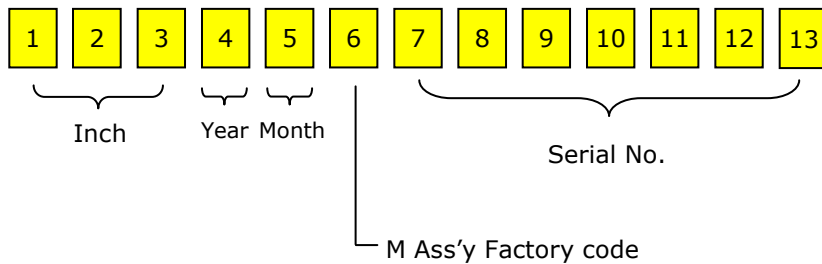 1 2 3 4 5 6 7 8 9 10 11 12 13
Inch Year Month Serial No.
M Ass'y Factory code